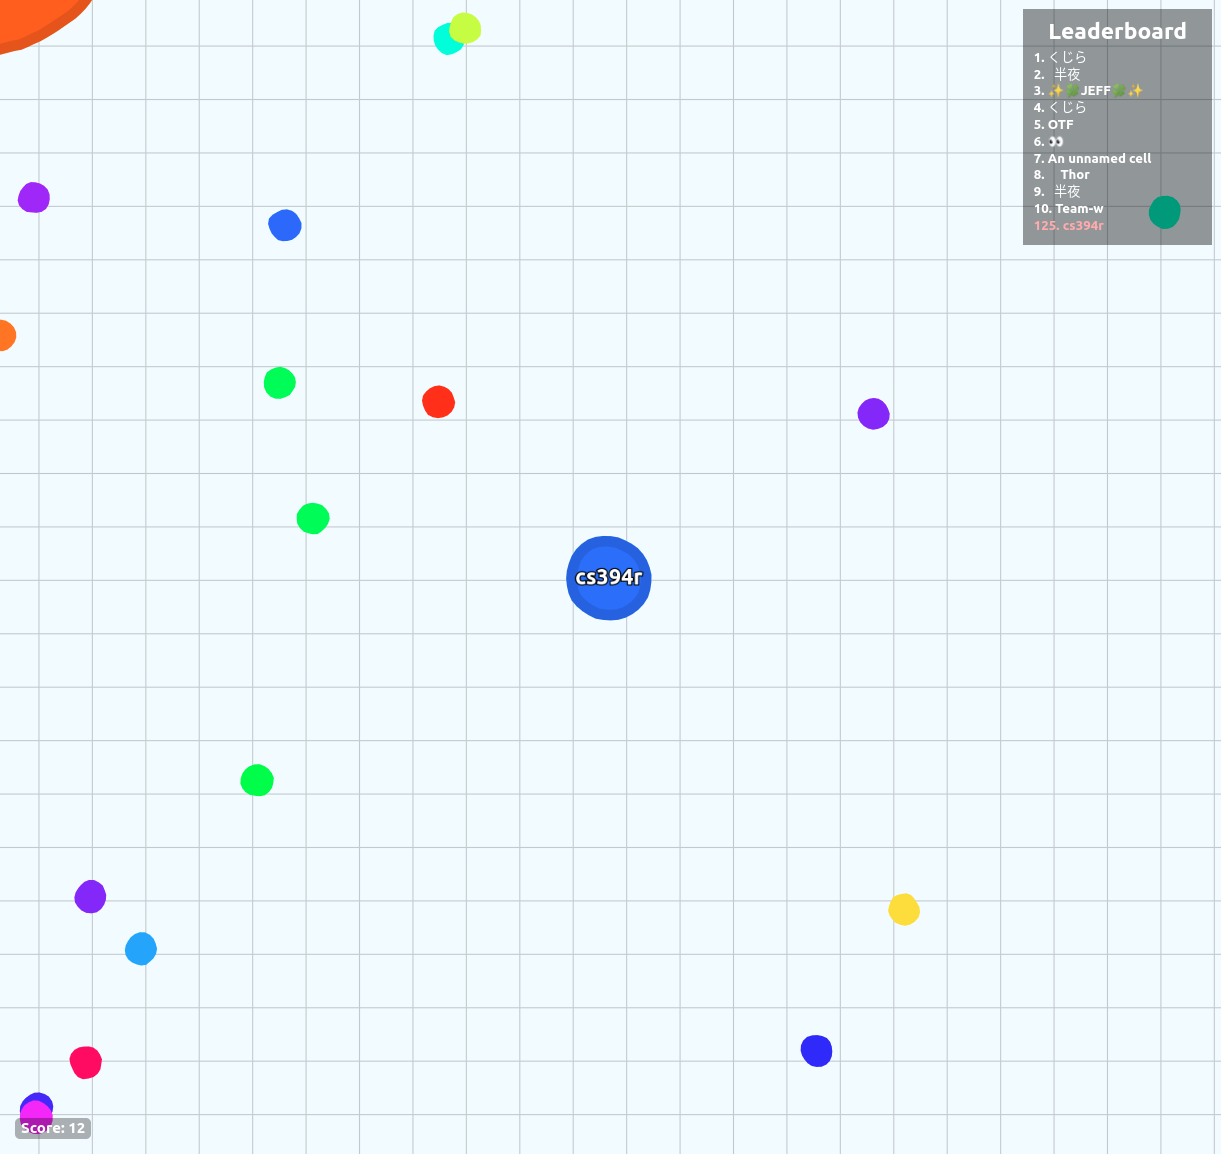 Leaderboard
1. くじら
2. 半夜
3. ✨🌳JEFF🌳✨
4. くじら
5. OTF
6. 👀
7. An unnamed cell
8. Thor
9. 半夜
10. Team-w
125. cs394r
cs394r
Score: 12